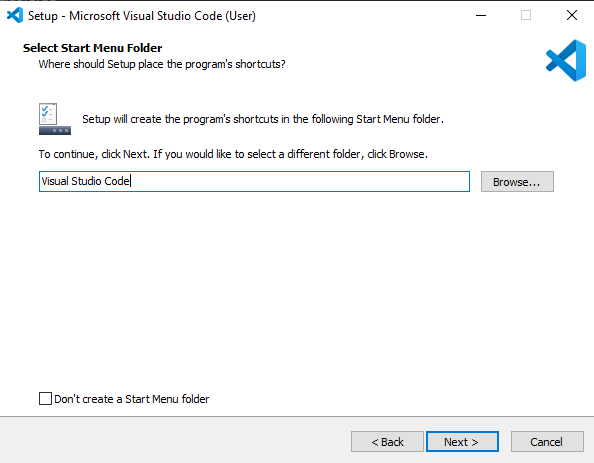 Setup - Microsoft Visual Studio Code (User)
Select Start Menu Folder
Where should Setup place the program's shortcuts?
Setup will create the program's shortcuts in the following Start Menu folder.
To continue, click Next. If you would like to select a different folder, click Browse.
Visual Studio Code
Browse...
Don't create a Start Menu folder
< Back
Next >
Cancel